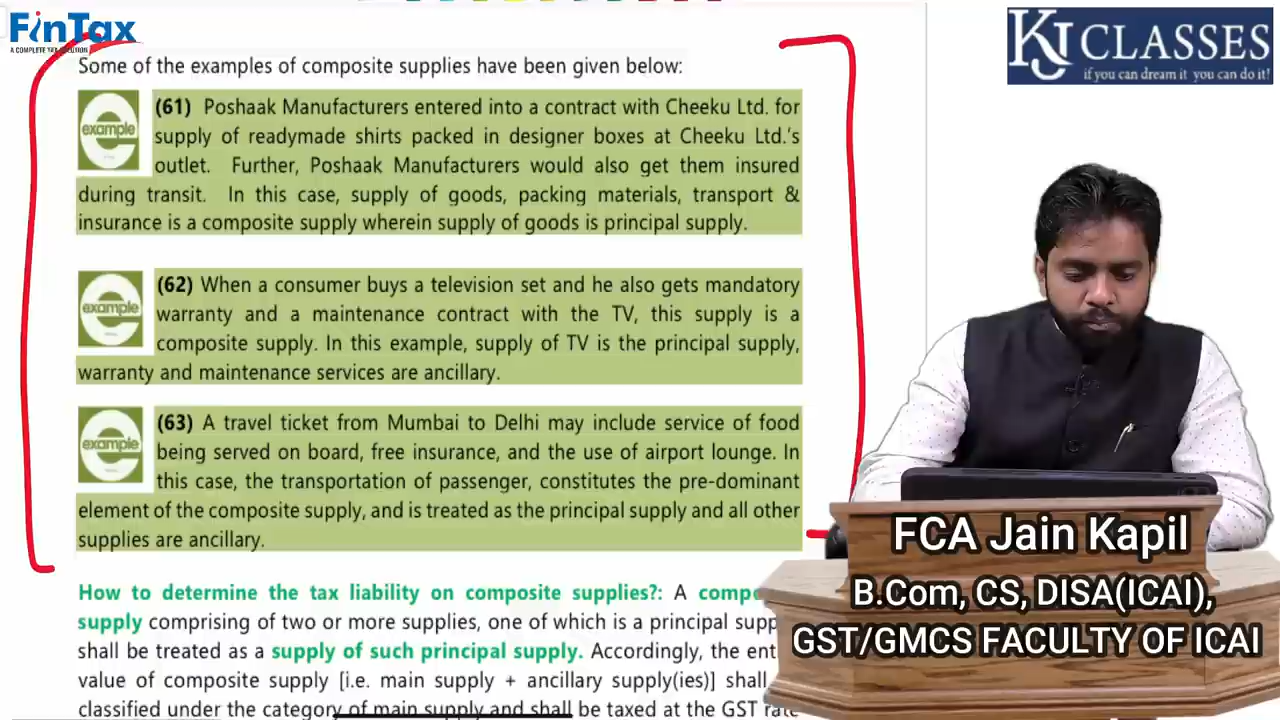 FinTax
A COMPLETE TAX SOLUTION
KJ CLASSES
if you can dream it you can do it!
Some of the examples of composite supplies have been given below:
example
(61) Poshaak Manufacturers entered into a contract with Cheeku Ltd. for
supply of readymade shirts packed in designer boxes at Cheeku Ltd.'s
outlet. Further, Poshaak Manufacturers would also get them insured
during transit. In this case, supply of goods, packing materials, transport &
insurance is a composite supply wherein supply of goods is principal supply.
example
(62) When a consumer buys a television set and he also gets mandatory
warranty and a maintenance contract with the TV, this supply is a
composite supply. In this example, supply of TV is the principal supply,
warranty and maintenance services are ancillary.
example
(63) A travel ticket from Mumbai to Delhi may include service of food
being served on board, free insurance, and the use of airport lounge. In
this case, the transportation of passenger, constitutes the pre-dominant
element of the composite supply, and is treated as the principal supply and all other
supplies are ancillary.
How to determine the tax liability on composite supplies?: A comp
supply comprising of two or more supplies, one of which is a principal supp
shall be treated as a supply of such principal supply. Accordingly, the ent
value of composite supply [i.e. main supply + ancillary supply(ies)] shall
classified under the category of main supply and shall be taxed at the GST rate
FCA Jain Kapil
B.Com, CS, DISA(ICAI),
GST/GMCS FACULTY OF ICAI